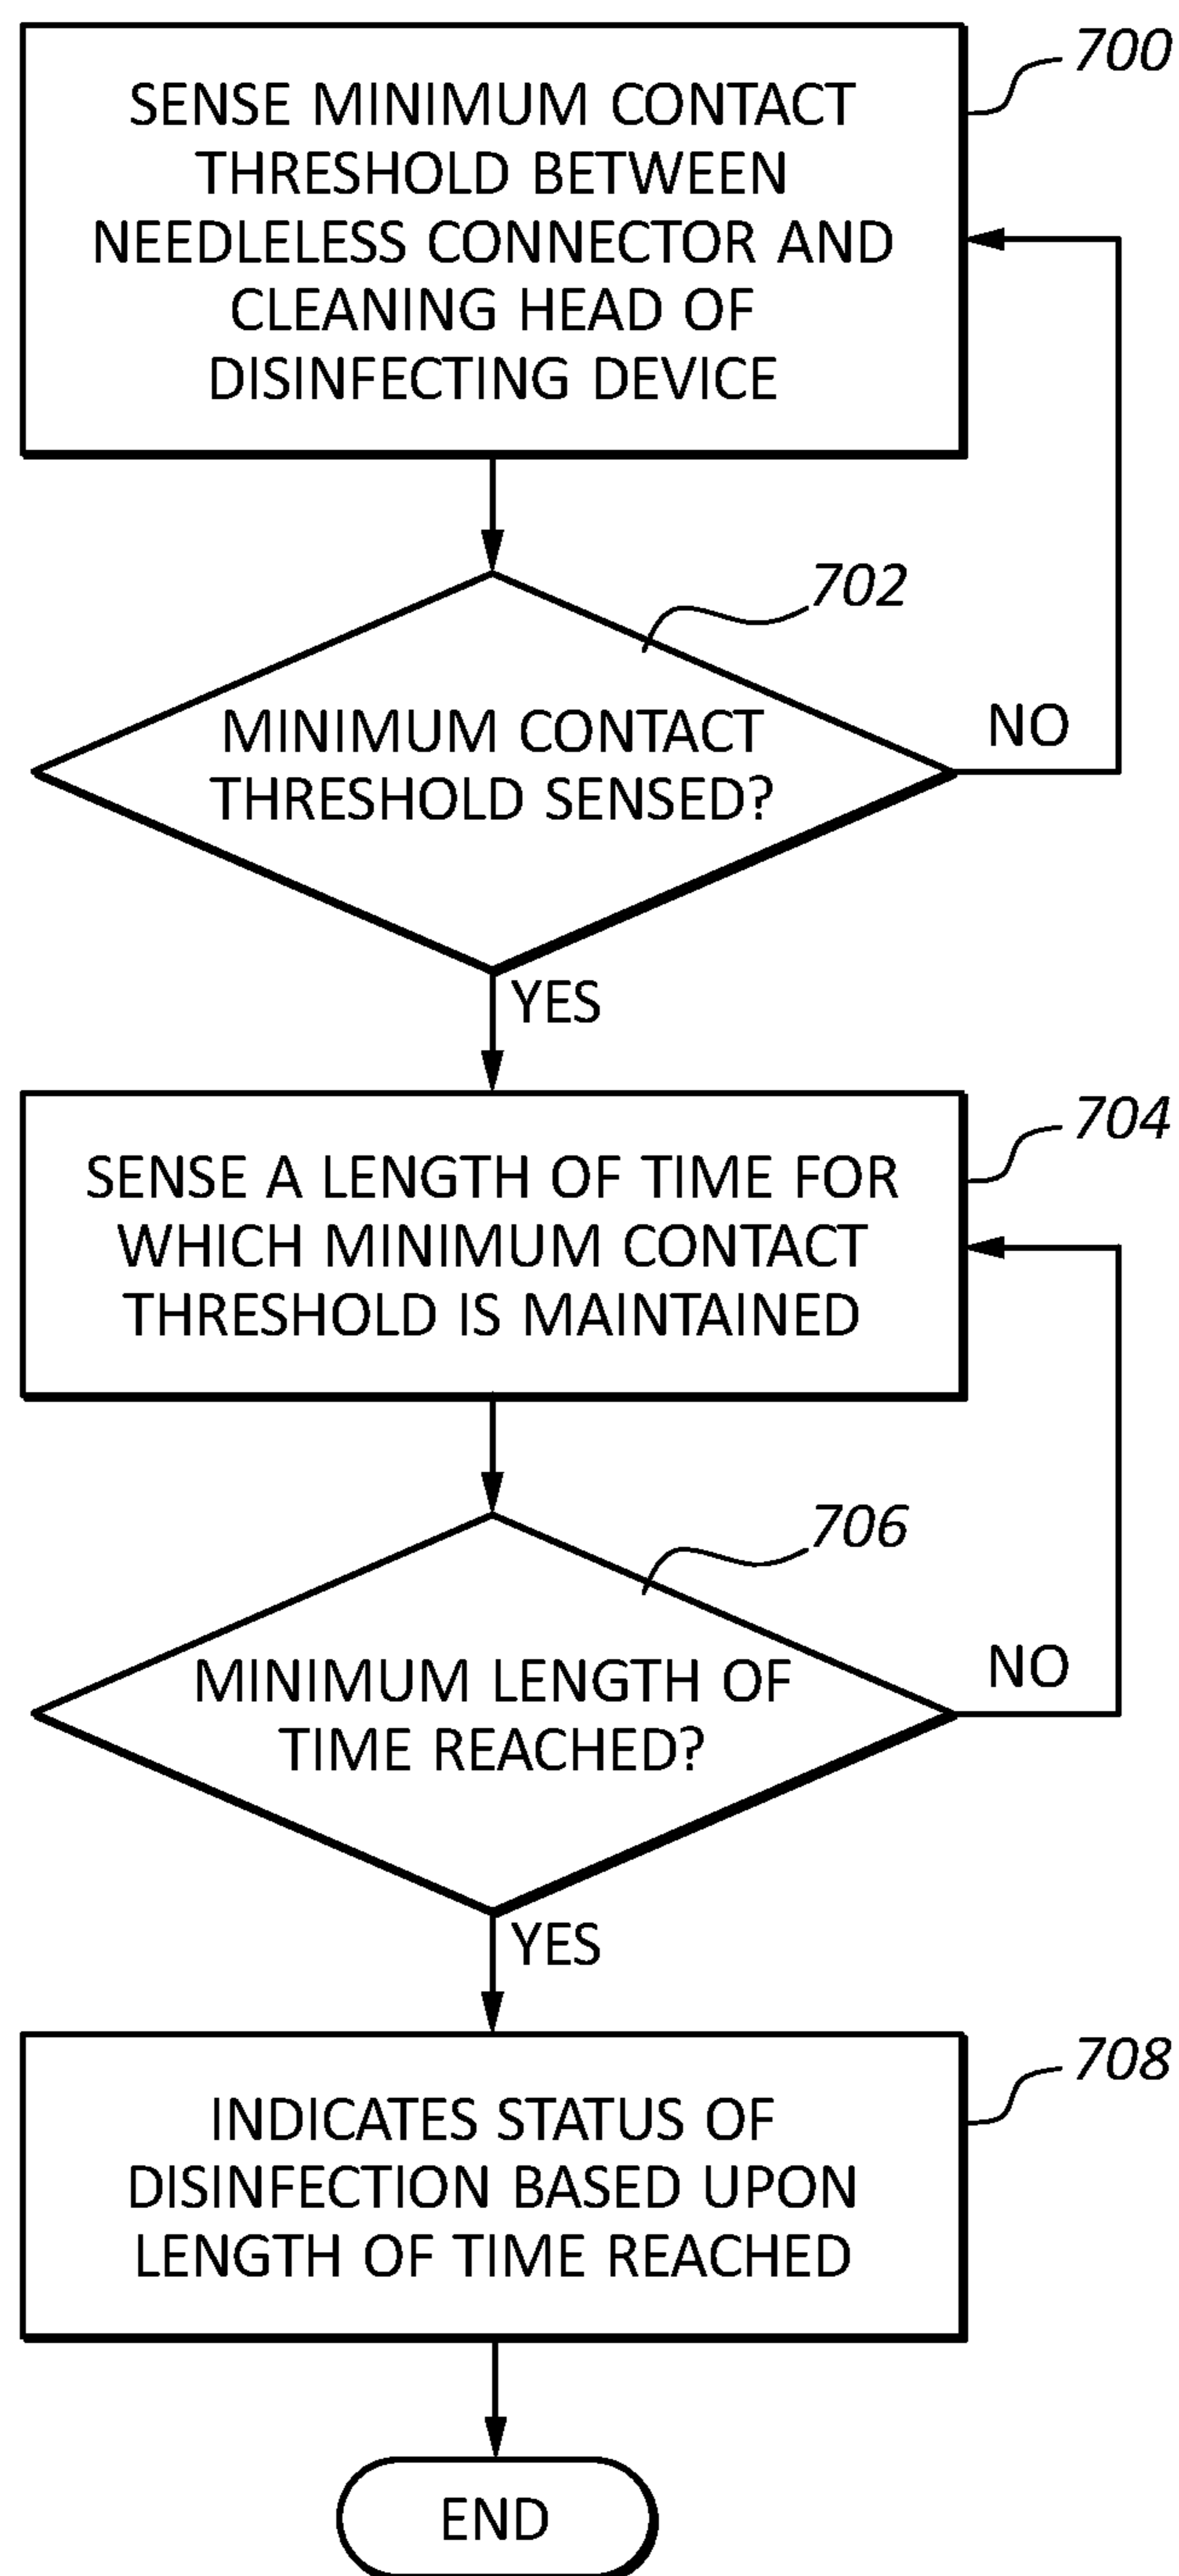 700
SENSE MINIMUM CONTACT
THRESHOLD BETWEEN
NEEDLELESS CONNECTOR AND
CLEANING HEAD OF
DISINFECTING DEVICE
702
MINIMUM CONTACT
THRESHOLD SENSED?
NO
YES
704
SENSE A LENGTH OF TIME FOR
WHICH MINIMUM CONTACT
THRESHOLD IS MAINTAINED
706
MINIMUM LENGTH OF
TIME REACHED?
NO
YES
708
INDICATES STATUS OF
DISINFECTION BASED UPON
LENGTH OF TIME REACHED
END